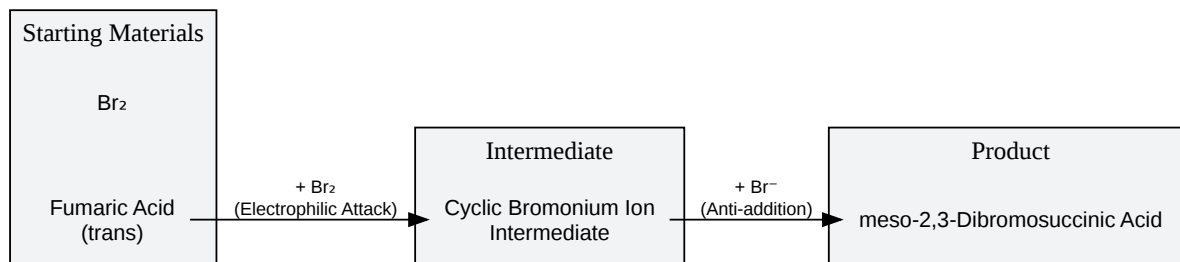 Starting Materials
Br₂
Fumaric Acid
(trans)
+ Br₂
(Electrophilic Attack)
Intermediate
Cyclic Bromonium Ion
Intermediate
+ Br⁻
(Anti-addition)
Product
meso-2,3-Dibromosuccinic Acid